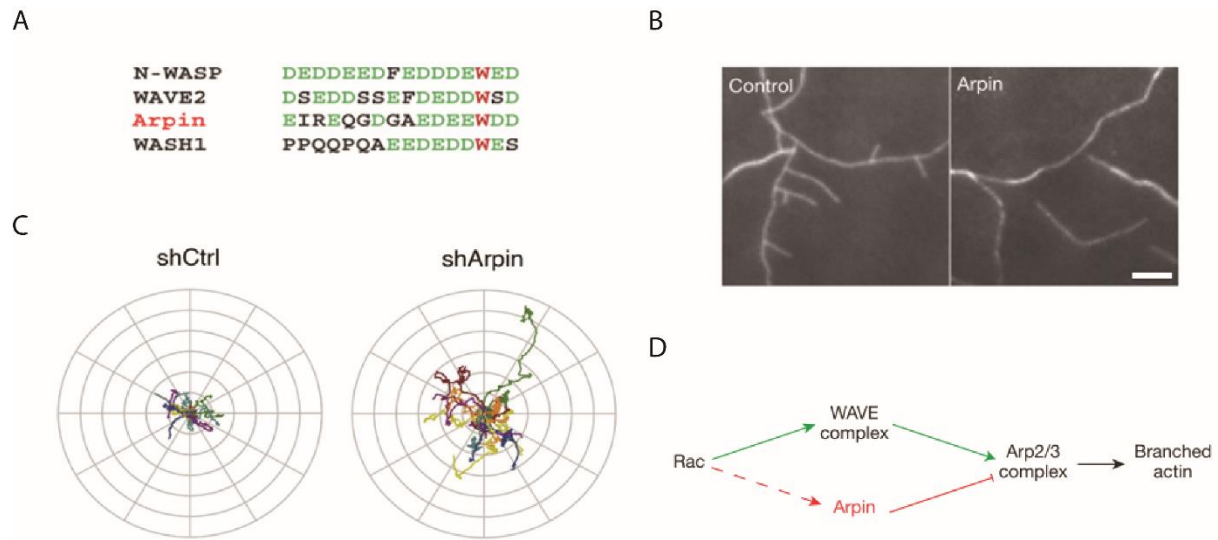 A
N-WASP DEDDEEDFEDDDEWED
WAVE2 DSEDDSSEFDEDDWSD
Arpin EIREQGDGAEDEEWDD
WASH1 PPQQPQAEEDEDDWES
B
Control Arpin
C
shCtrl shArpin
D
WAVE
complex
Rac
Arp2/3
complex
Branched
actin
Arpin